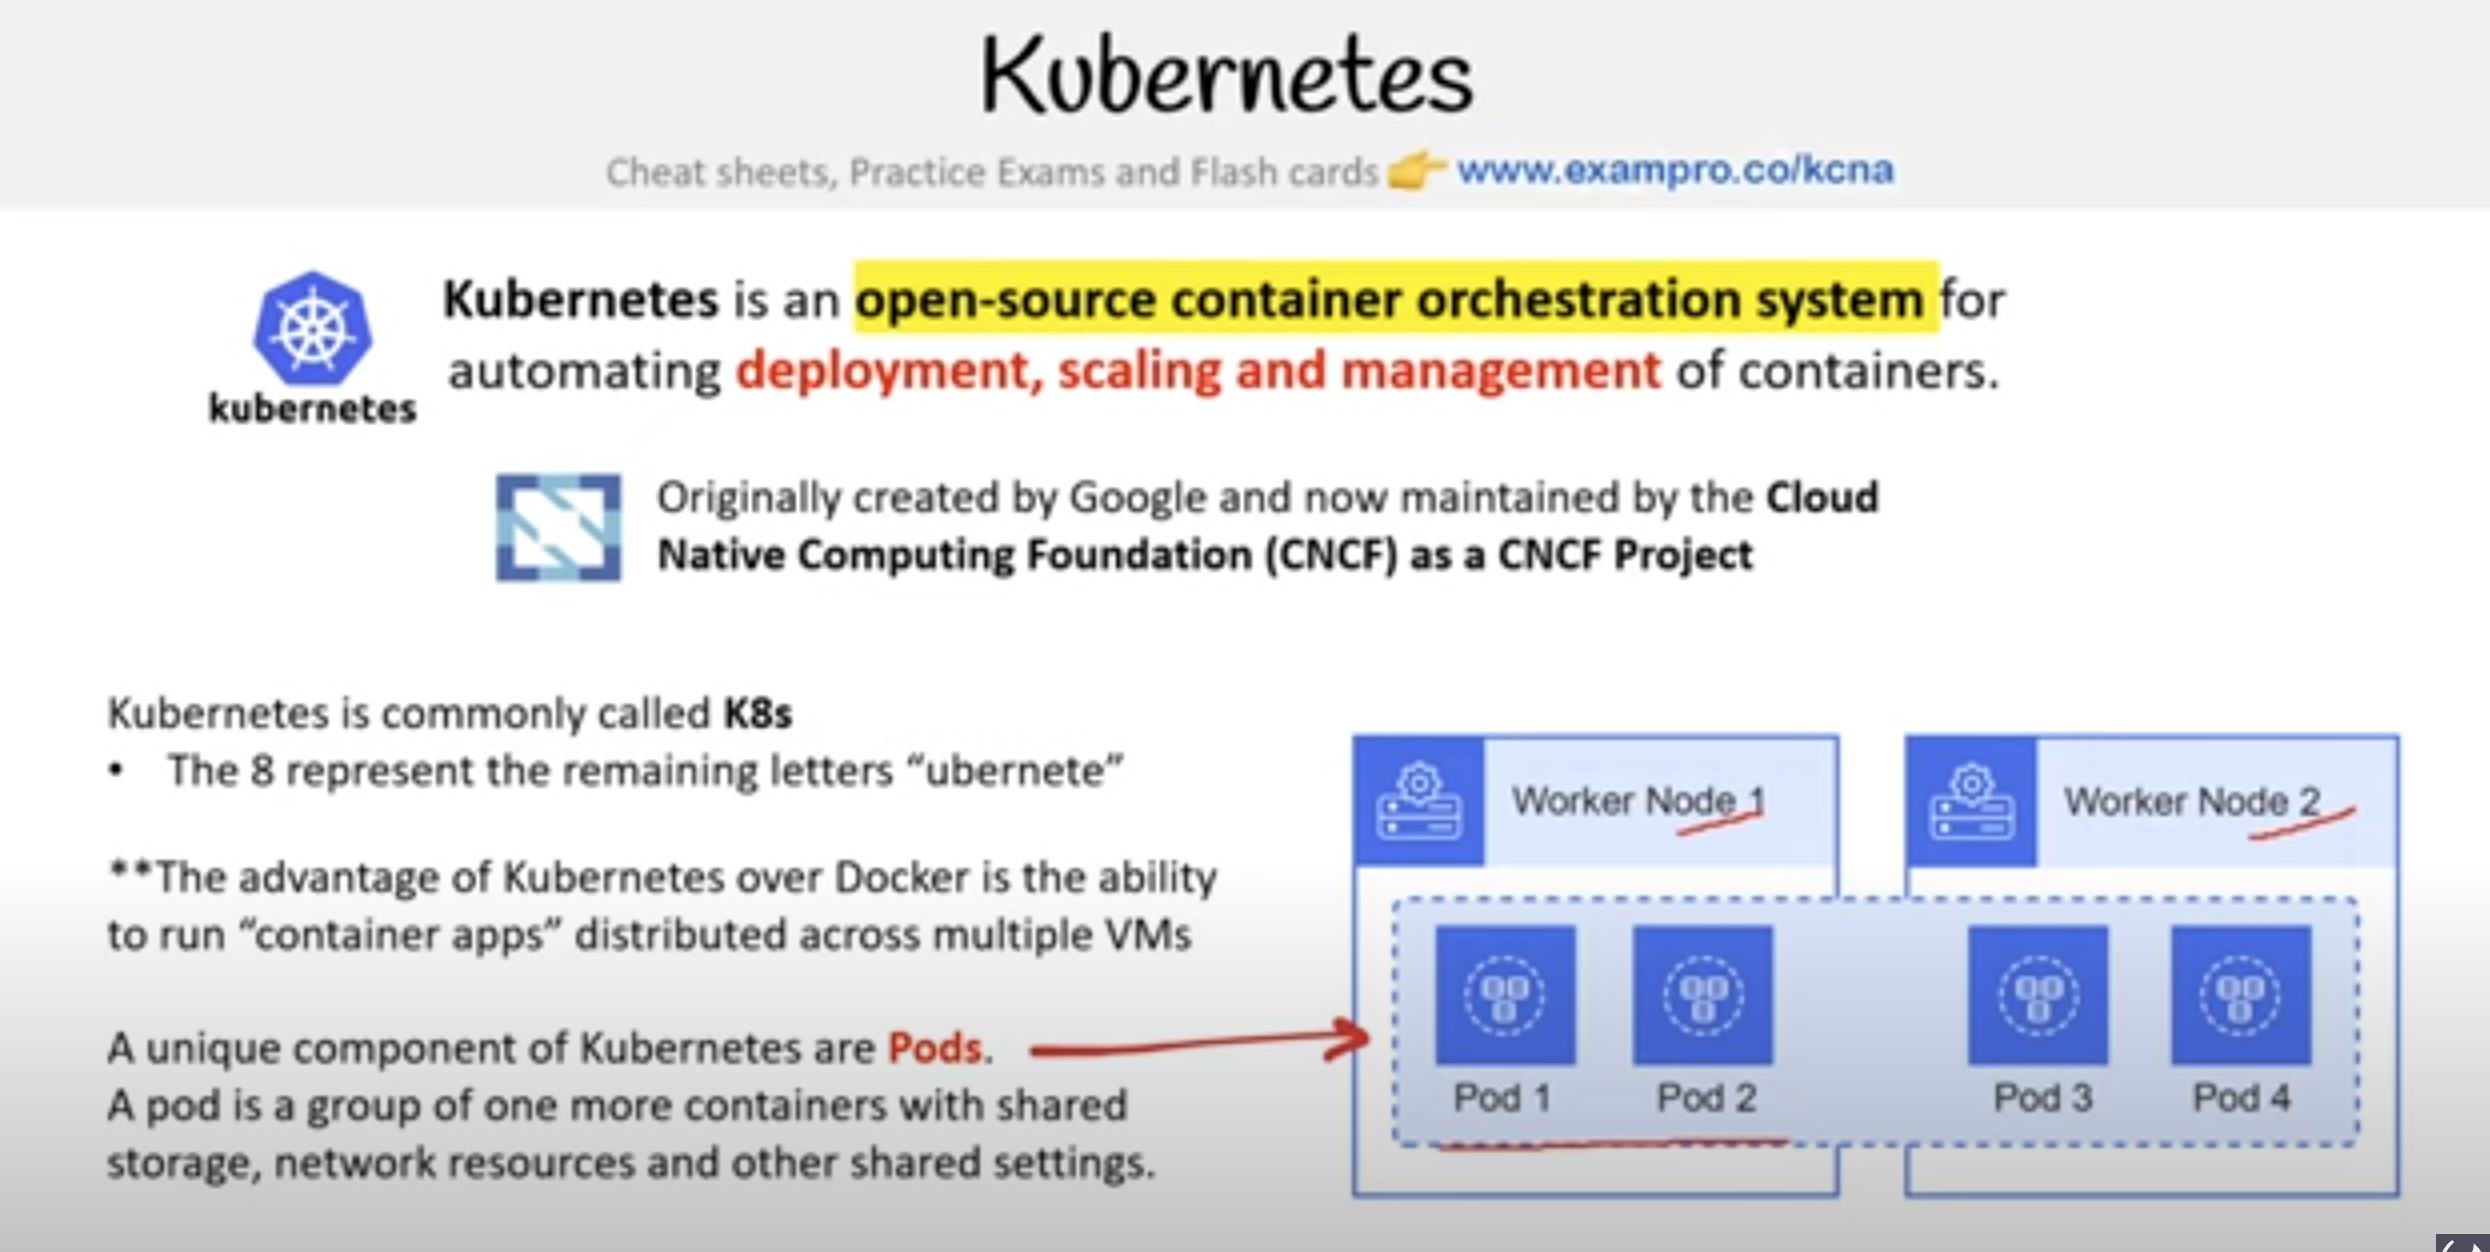 Kubernetes
Cheat sheets, Practice Exams and Flash cards 👉 www.exampro.co/kcna
Kubernetes is an open-source container orchestration system for
automating deployment, scaling and management of containers.
kubernetes
Originally created by Google and now maintained by the Cloud
Native Computing Foundation (CNCF) as a CNCF Project
Kubernetes is commonly called K8s
• The 8 represent the remaining letters “ubernete”
**The advantage of Kubernetes over Docker is the ability
to run “container apps” distributed across multiple VMs
A unique component of Kubernetes are Pods.
A pod is a group of one more containers with shared
storage, network resources and other shared settings.
Worker Node 1
Worker Node 2
Pod 1
Pod 2
Pod 3
Pod 4